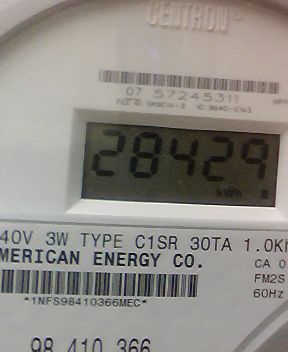 CENTRON
07 57245311
28429
kWh
40V 3W TYPE C1SR 30TA 1.0Kh
MERICAN ENERGY CO.
CA 0
FM2S
60Hz
*1NFS98410366MEC*
98 410 366